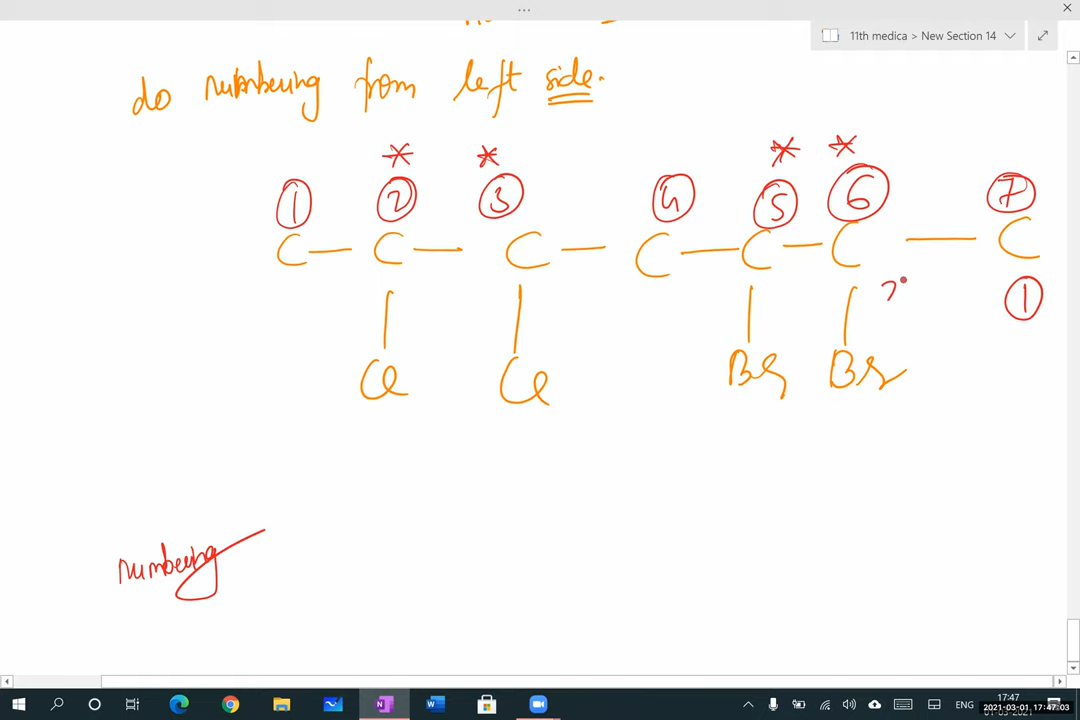 11th medica > New Section 14
do numbering from left side.
* * * *
1 2 3 4 5 6 7
C — C — C — C — C — C — C
2 1
Cl Cl Br Br
numbering
ENG
17:47
2021-03-01 17:47:03